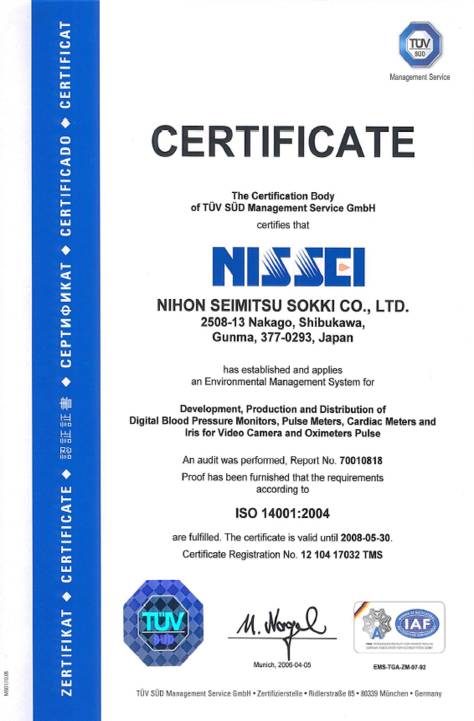 TÜV
SÜD
Management Service
CERTIFICATE
The Certification Body
of TÜV SÜD Management Service GmbH
certifies that
NISSEI
NIHON SEIMITSU SOKKI CO., LTD.
2508-13 Nakago, Shibukawa,
Gunma, 377-0293, Japan
has established and applies
an Environmental Management System for
Development, Production and Distribution of
Digital Blood Pressure Monitors, Pulse Meters, Cardiac Meters and
Iris for Video Camera and Oximeters Pulse
An audit was performed, Report No. 70010818
Proof has been furnished that the requirements
according to
ISO 14001:2004
are fulfilled. The certificate is valid until 2008-05-30.
Certificate Registration No. 12 104 17032 TMS
TÜV
SÜD
M. Nagel
Munich, 2006-04-05
IAF
EMS-TGA-ZM-07-92
TÜV SÜD Management Service GmbH • Zertifizierstelle • Ridlerstraße 65 • 80339 München • Germany
ZERTIFIKAT ◆ CERTIFICATE ◆ 認証証書 ◆ СЕРТИФИКАТ ◆ CERTIFICADO ◆ CERTIFICAT